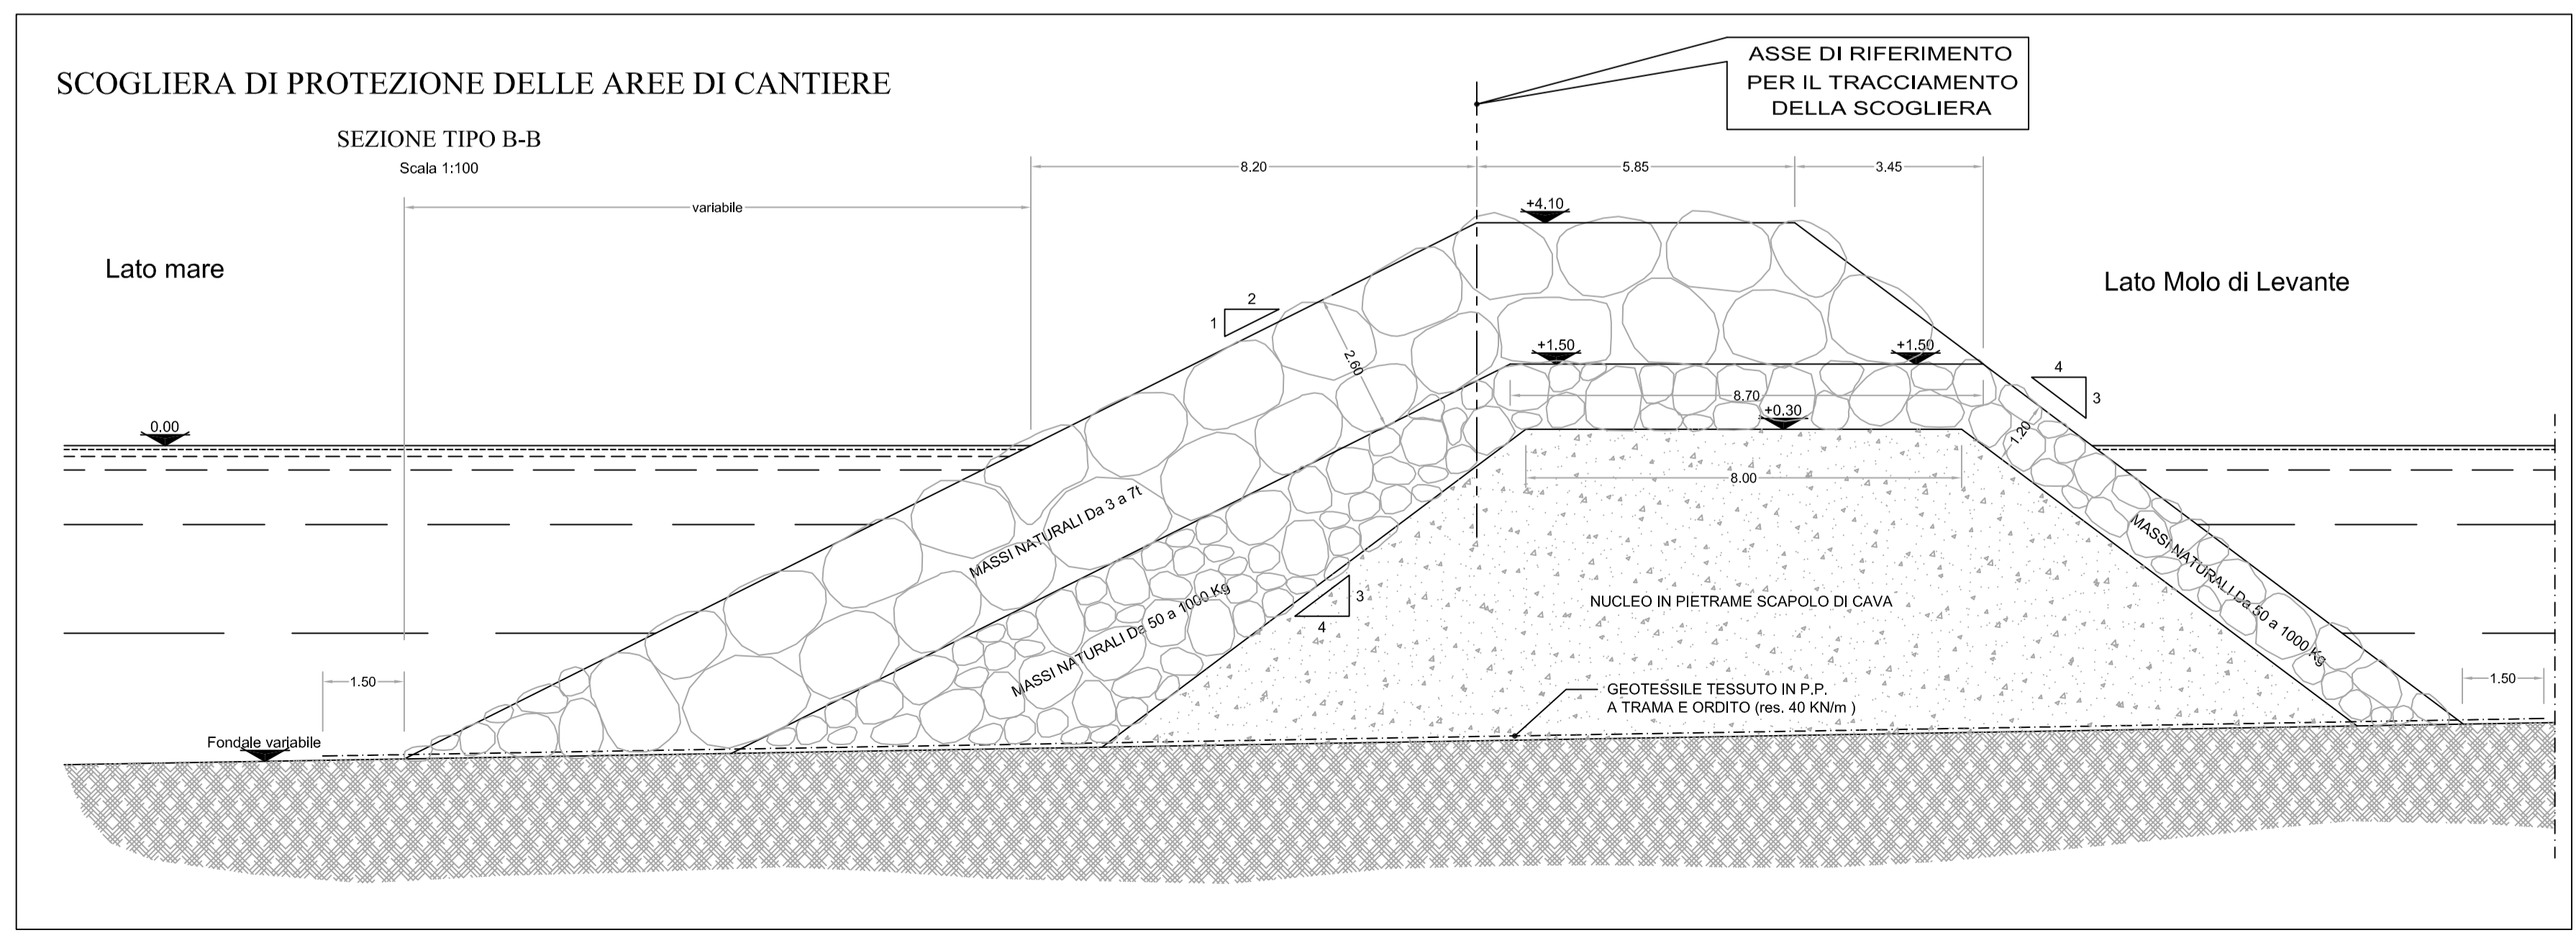 ASSE DI RIFERIMENTO
PER IL TRACCIAMENTO
DELLA SCOGLIERA
SCOGLIERA DI PROTEZIONE DELLE AREE DI CANTIERE
SEZIONE TIPO B-B
Scala 1:100
8.20
5.85
3.45
variabile
+4.10
Lato mare
Lato Molo di Levante
2
1
+1.50
+1.50
2.60
4
3
8.70
+0.30
0.00
1.20
8.00
MASSI NATURALI Da 3 a 7t
MASSI NATURALI Da 50 a 1000 Kg
MASSI NATURALI Da 50 a 1000 Kg
3
4
NUCLEO IN PIETRAME SCAPOLO DI CAVA
1.50
GEOTESSILE TESSUTO IN P.P.
A TRAMA E ORDITO (res. 40 KN/m )
1.50
Fondale variabile